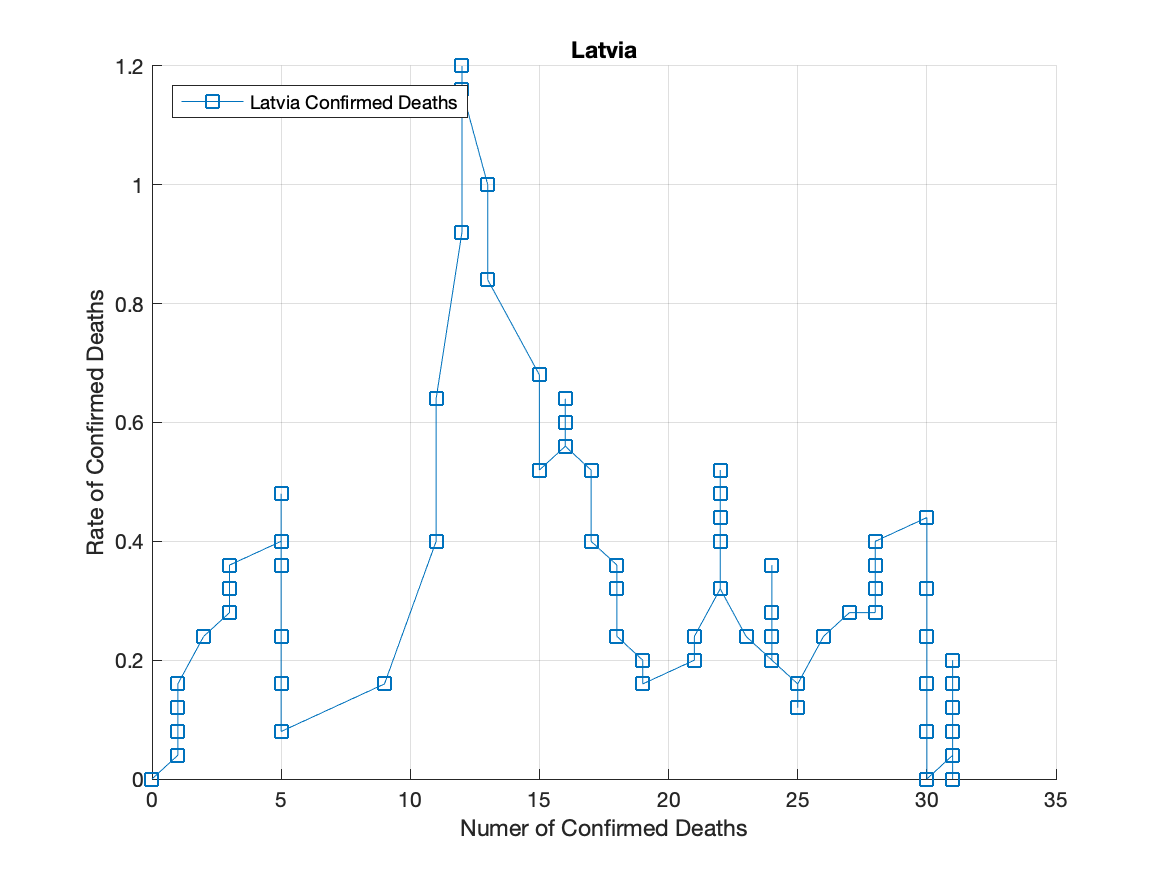 Latvia
Latvia Confirmed Deaths
1.2
1
0.8
0.6
0.4
0.2
0
Rate of Confirmed Deaths
0 5 10 15 20 25 30 35
Numer of Confirmed Deaths